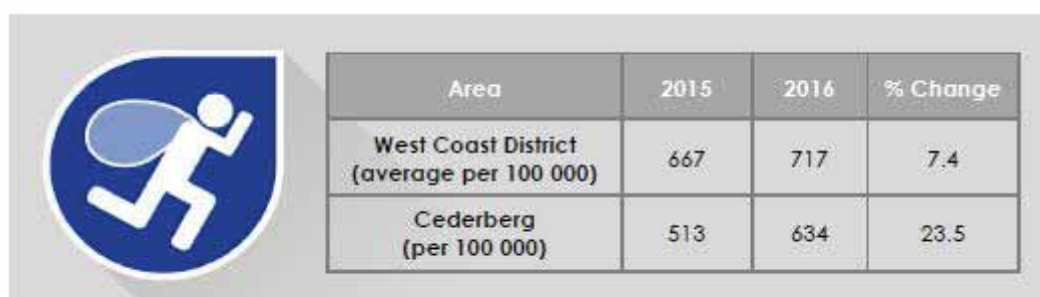 Area 2015 2016 % Change
West Coast District
(average per 100 000) 667 717 7.4
Cederberg
(per 100 000) 513 634 23.5